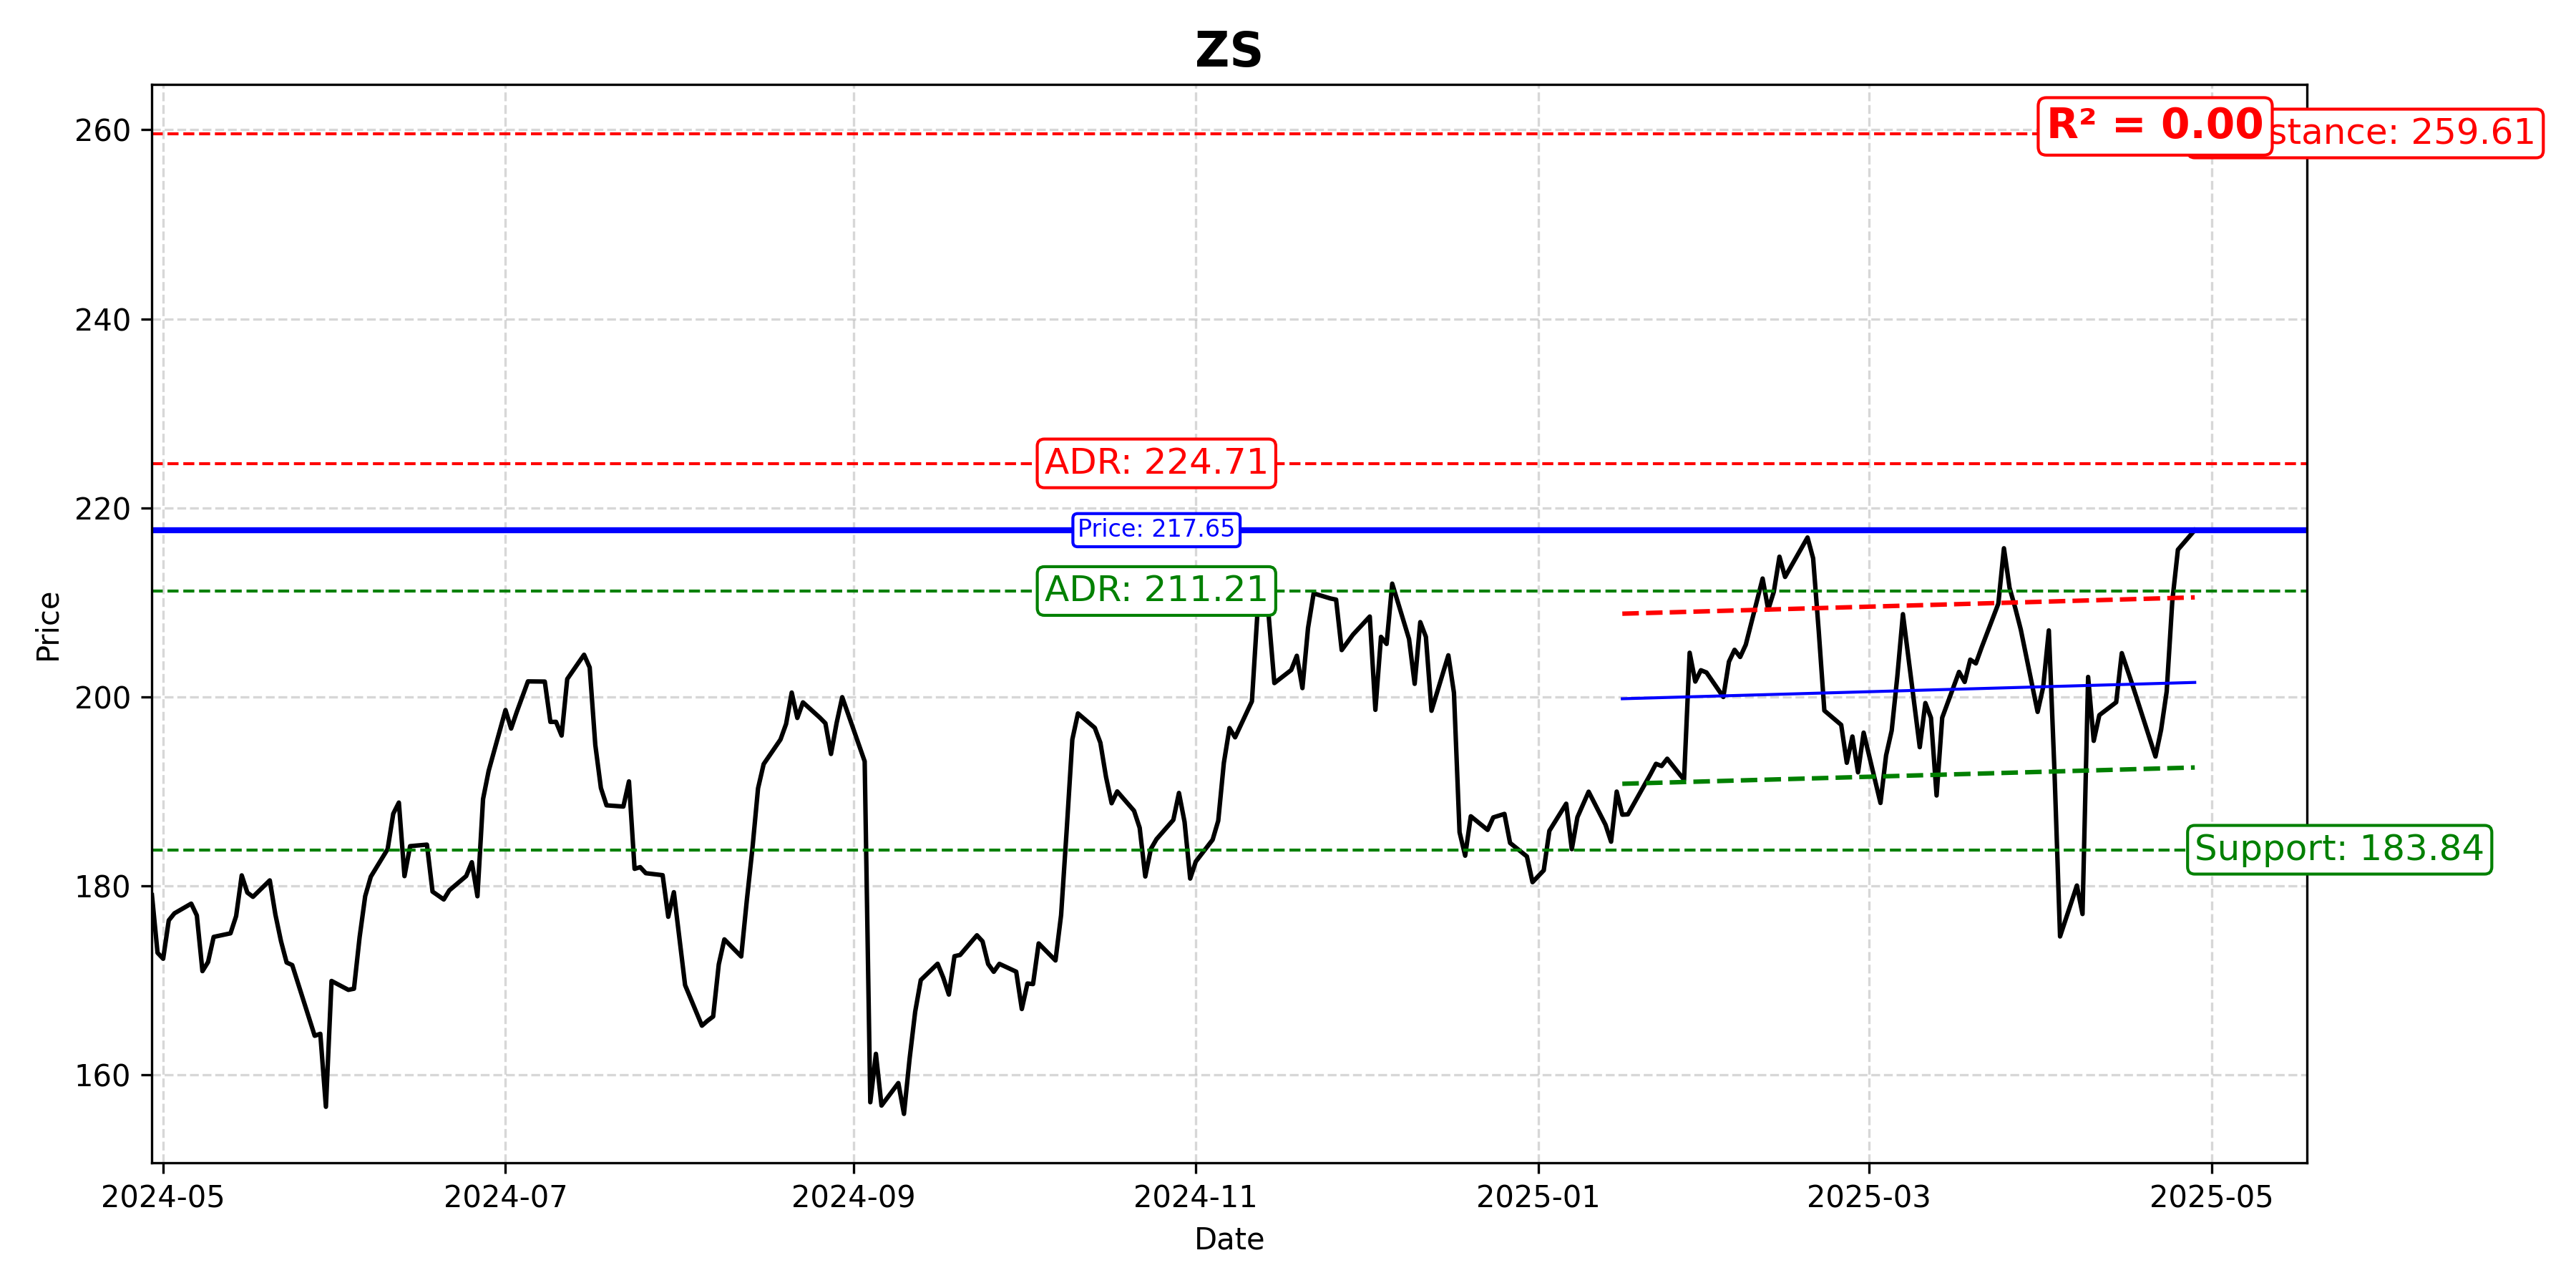 ZS
260
240
220
200
180
160
Price
R² = 0.00
stance: 259.61
ADR: 224.71
Price: 217.65
ADR: 211.21
Support: 183.84
2024-05
2024-07
2024-09
2024-11
2025-01
2025-03
2025-05
Date